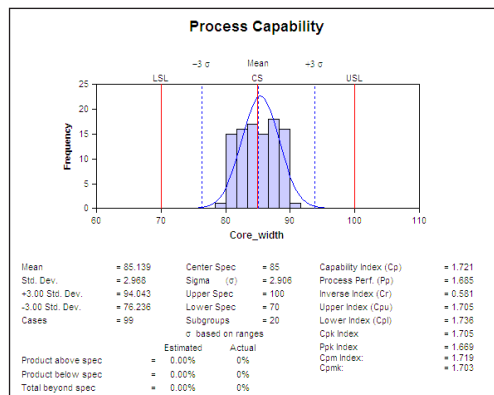 Process Capability
-3 σ Mean +3 σ
LSL CS USL
25
20
15
10
5
0
Frequency
60 70 80 90 100 110
Core_width
Mean = 85.139 Center Spec = 85 Capability Index (Cp) = 1.721
Std. Dev. = 2.968 Sigma (σ) = 2.906 Process Perf. (Pp) = 1.685
+3.00 Std. Dev. = 94.043 Upper Spec = 100 Inverse Index (Cr) = 0.581
-3.00 Std. Dev. = 76.236 Lower Spec = 70 Upper Index (Cpu) = 1.705
Cases = 99 Subgroups = 20 Lower Index (Cpl) = 1.736
σ based on ranges Cpk Index = 1.705
Estimated Actual Ppk Index = 1.669
Product above spec = 0.00% 0% Cpm Index: = 1.719
Product below spec = 0.00% 0% Cpmk: = 1.703
Total beyond spec = 0.00% 0%